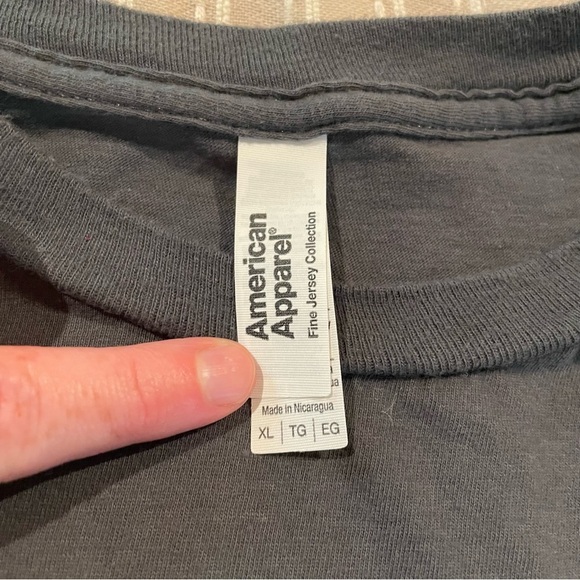 American
Apparel®
Fine Jersey Collection
Made in Nicaragua
XL | TG | EG